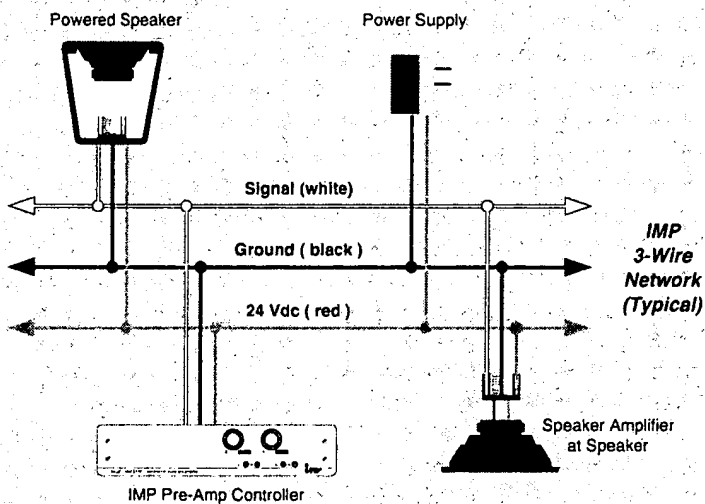 Powered Speaker
Power Supply
Signal (white)
Ground ( black )
24 Vdc ( red )
IMP
3-Wire
Network
(Typical)
Speaker Amplifier
at Speaker
IMP Pre-Amp Controller